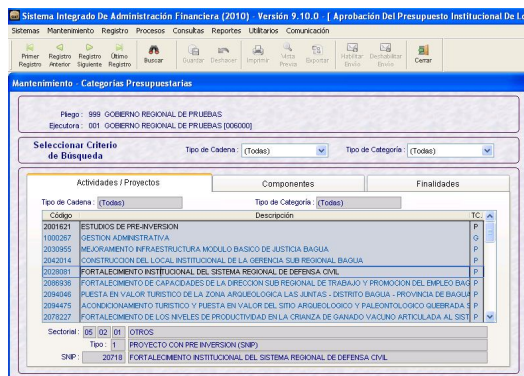 Sistema Integrado De Administración Financiera (2010) - Versión 9.10.0 - [ Aprobación Del Presupuesto Institucional De Lo
Sistemas Mantenimiento Registro Procesos Consultas Reportes Utilitarios Comunicación
Primer Registro Registro Anterior Registro Siguiente Último Registro Buscar Guardar Deshacer Imprimir Vista Previa Exportar Habilitar Envío Deshabilitar Envío Cerrar
Mantenimiento - Categorías Presupuestarias
Pliego : 999 GOBIERNO REGIONAL DE PRUEBAS
Ejecutora : 001 GOBIERNO REGIONAL DE PRUEBAS [006000]
Seleccionar Criterio de Búsqueda Tipo de Cadena : (Todas) Tipo de Categoría : (Todas)
Actividades / Proyectos Componentes Finalidades
Tipo de Cadena : (Todas) Tipo de Categoría : (Todas)
Código Descripción TC.
2001621 ESTUDIOS DE PRE-INVERSION P
1000267 GESTION ADMINISTRATIVA G
2030955 MEJORAMIENTO INFRAESTRUCTURA MODULO BASICO DE JUSTICIA BAGUA P
2042014 CONSTRUCCION DEL LOCAL INSTITUCIONAL DE LA GERENCIA SUB REGIONAL BAGUA P
2028081 FORTALECIMIENTO INSTITUCIONAL DEL SISTEMA REGIONAL DE DEFENSA CIVIL P
2086938 FORTALECIMIENTO DE CAPACIDADES DE LA DIRECCION SUB REGIONAL DE TRABAJO Y PROMOCION DEL EMPLEO BAG P
2094046 PUESTA EN VALOR TURISTICO DE LA ZONA ARQUEOLOGICA LAS JUNTAS - DISTRITO BAGUA - PROVINCIA DE BAGUA P
2094475 ACONDICIONAMIENTO TURISTICO Y PUESTA EN VALOR DEL SITIO ARQUEOLOGICO Y PALEONTOLOGICO QUEBRADA S P
2078227 FORTALECIMIENTO DE LOS NIVELES DE PRODUCTIVIDAD EN LA CRIANZA DE GANADO VACUNO ARTICULADA AL SIST P
Sectorial : 05 02 01 OTROS
Tipo : 1 PROYECTO CON PRE INVERSION (SNIP)
SNIP : 20718 FORTALECIMIENTO INSTITUCIONAL DEL SISTEMA REGIONAL DE DEFENSA CIVIL